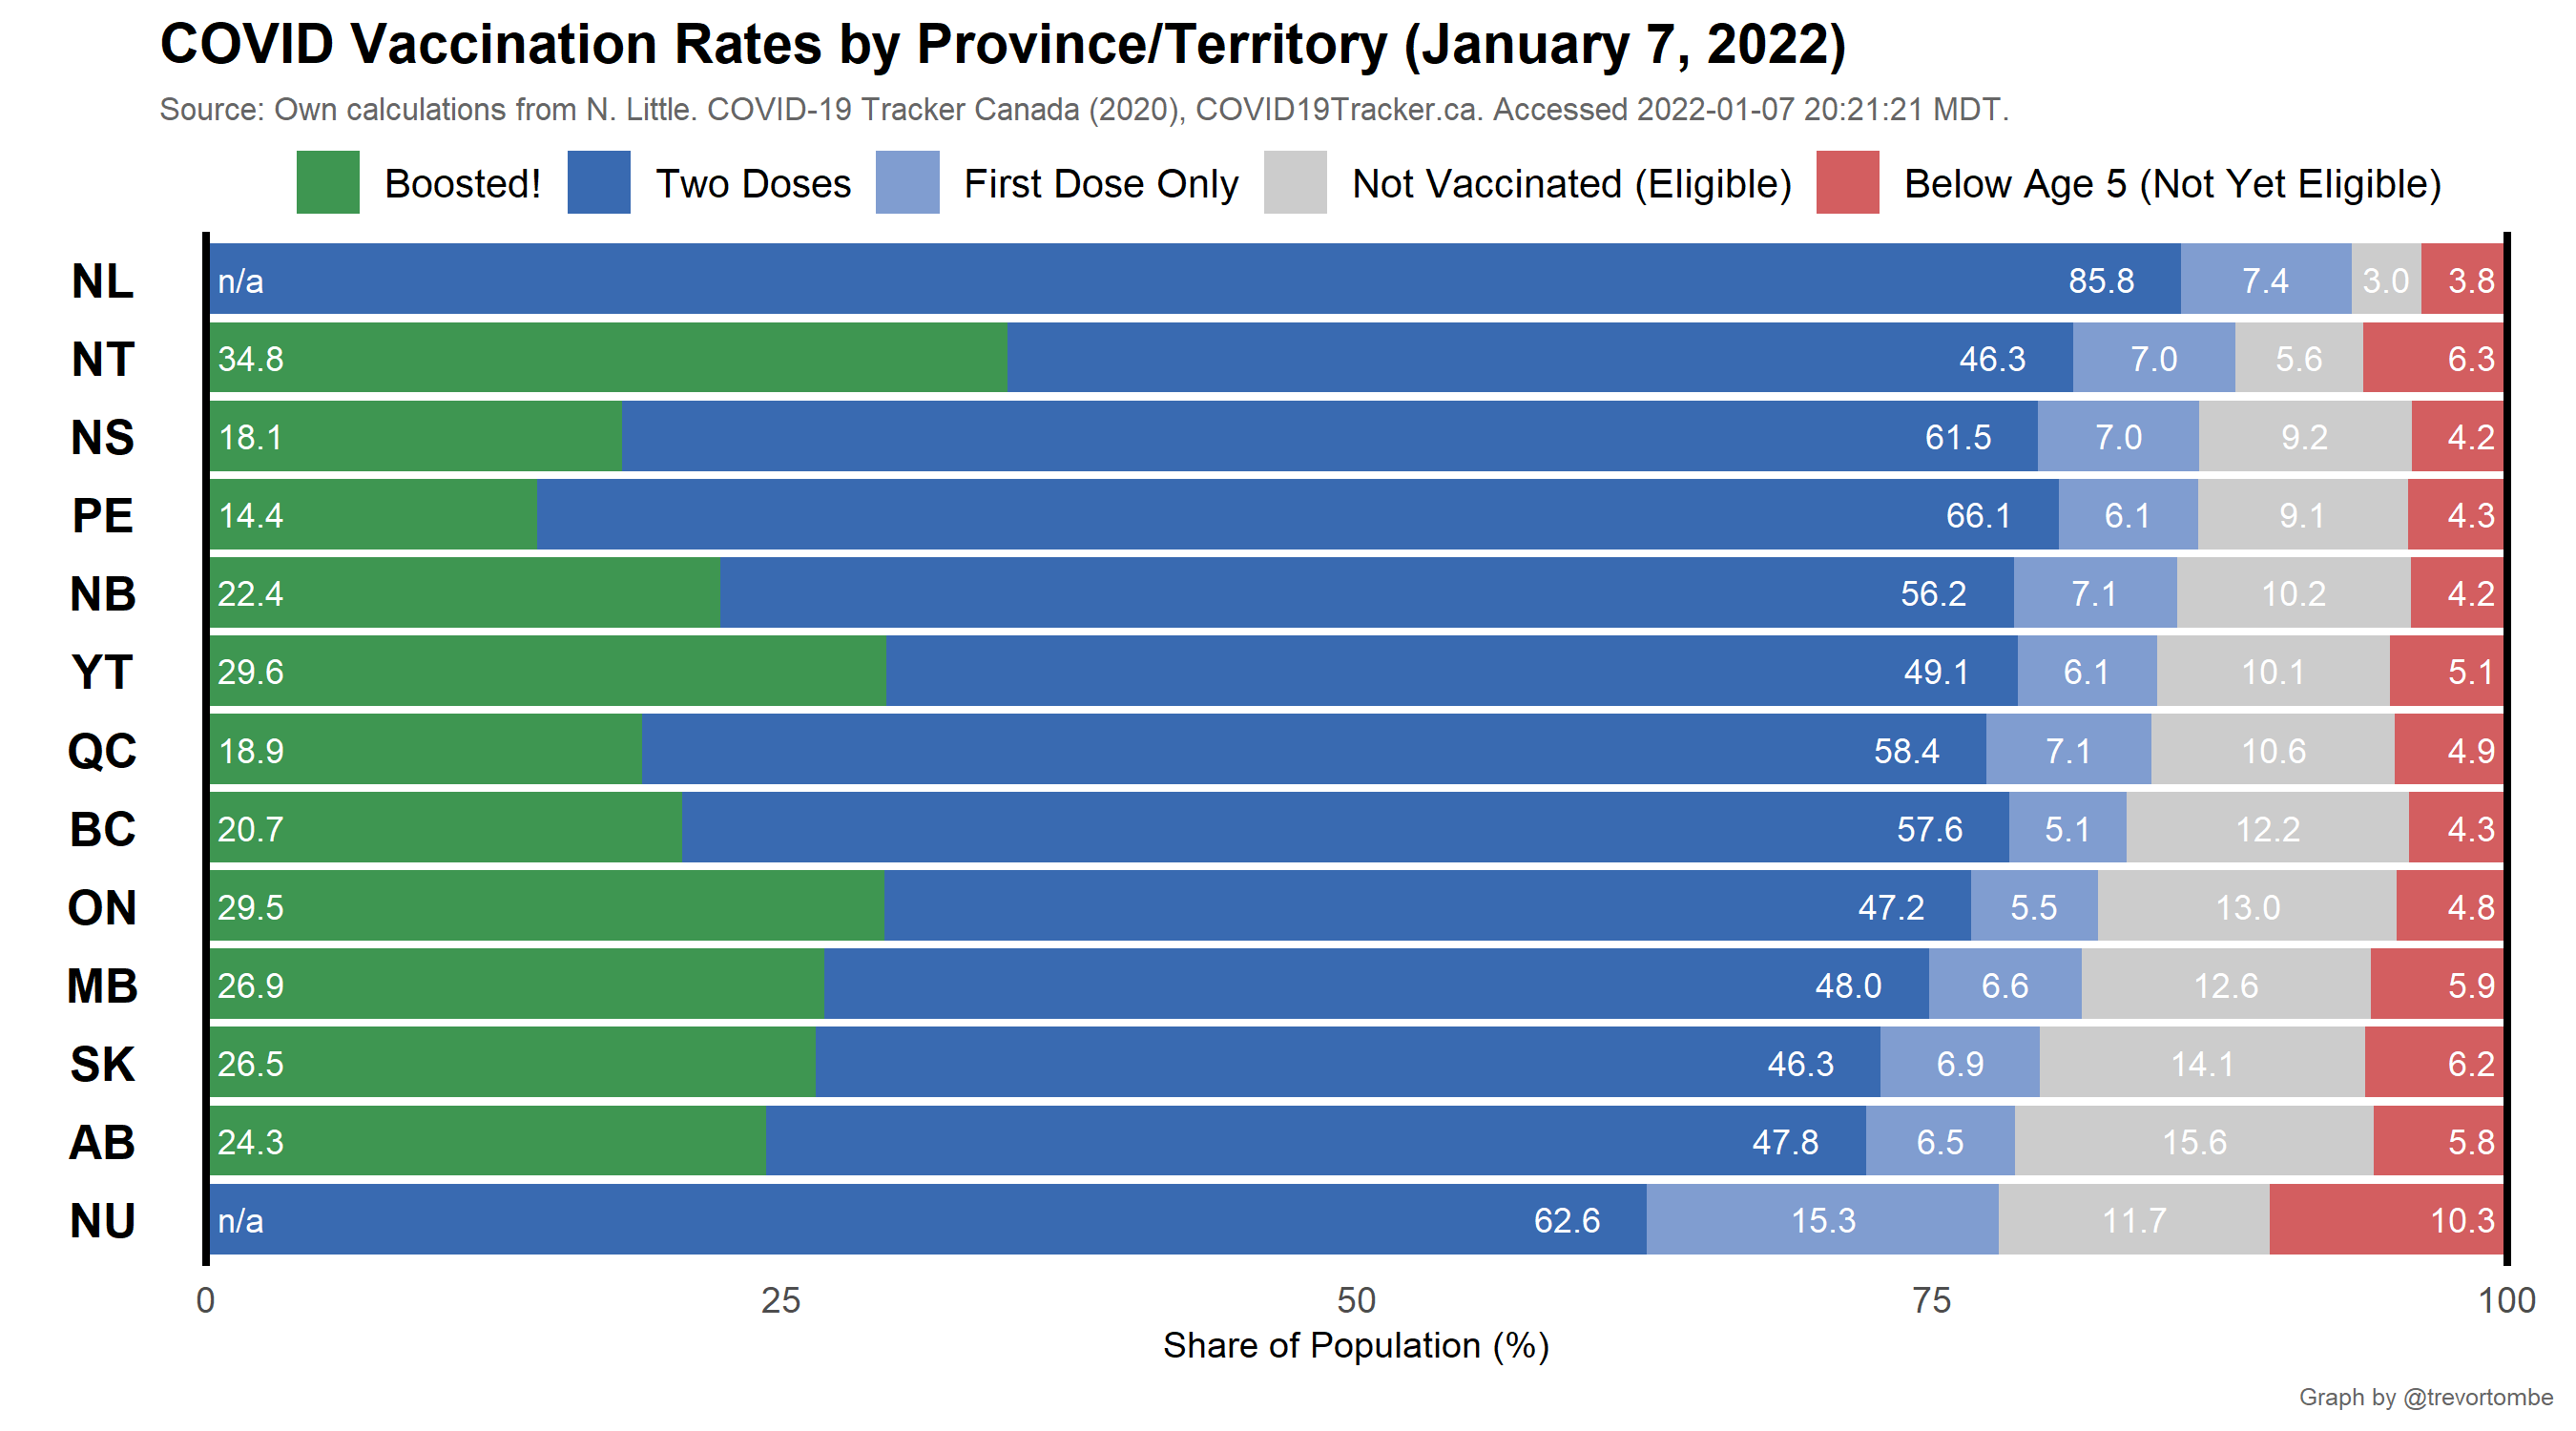 COVID Vaccination Rates by Province/Territory (January 7, 2022)
Source: Own calculations from N. Little. COVID-19 Tracker Canada (2020), COVID19Tracker.ca. Accessed 2022-01-07 20:21:21 MDT.
Boosted! Two Doses First Dose Only Not Vaccinated (Eligible) Below Age 5 (Not Yet Eligible)
NL n/a 85.8 7.4 3.0 3.8
NT 34.8 46.3 7.0 5.6 6.3
NS 18.1 61.5 7.0 9.2 4.2
PE 14.4 66.1 6.1 9.1 4.3
NB 22.4 56.2 7.1 10.2 4.2
YT 29.6 49.1 6.1 10.1 5.1
QC 18.9 58.4 7.1 10.6 4.9
BC 20.7 57.6 5.1 12.2 4.3
ON 29.5 47.2 5.5 13.0 4.8
MB 26.9 48.0 6.6 12.6 5.9
SK 26.5 46.3 6.9 14.1 6.2
AB 24.3 47.8 6.5 15.6 5.8
NU n/a 62.6 15.3 11.7 10.3
0 25 50 75 100
Share of Population (%)
Graph by @trevortombe